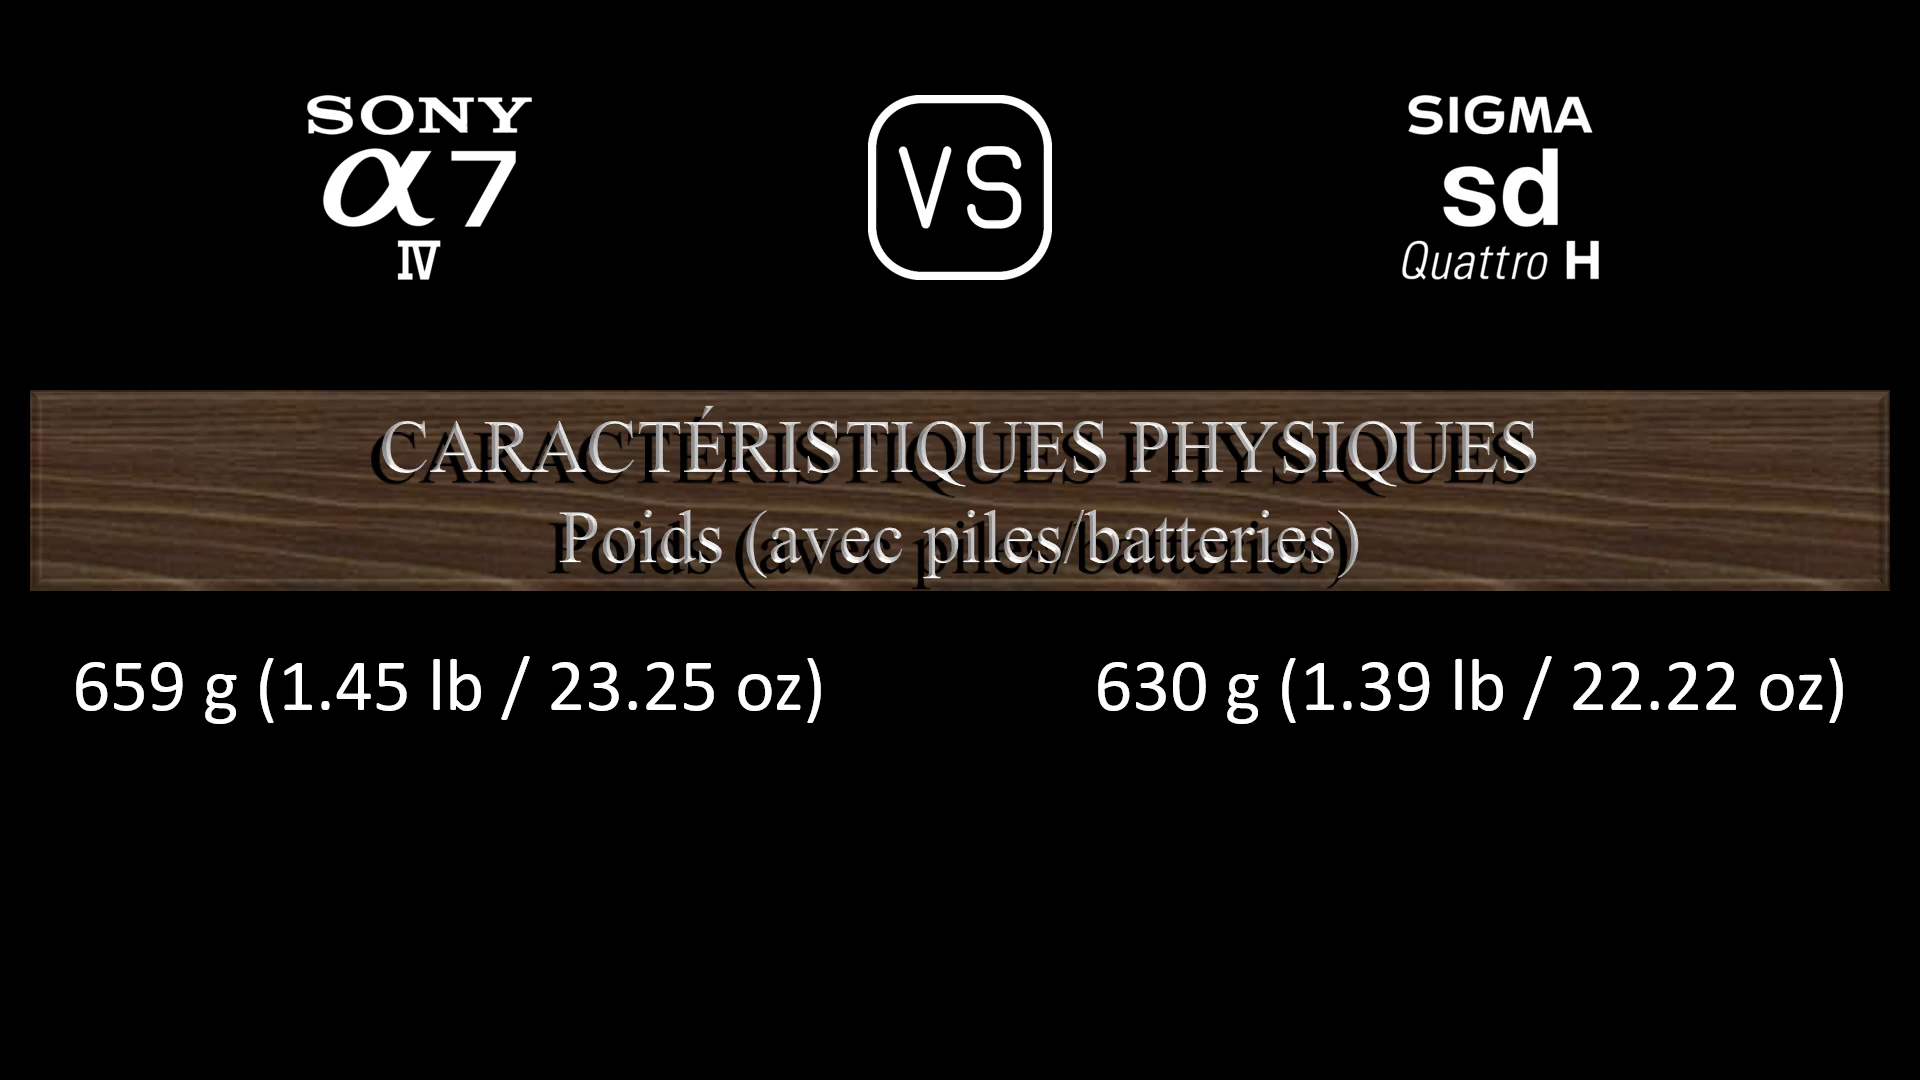 SONY
α7
IV
VS
SIGMA
sd
Quattro H
CARACTÉRISTIQUES PHYSIQUES
Poids (avec piles/batteries)
659 g (1.45 lb / 23.25 oz)
630 g (1.39 lb / 22.22 oz)